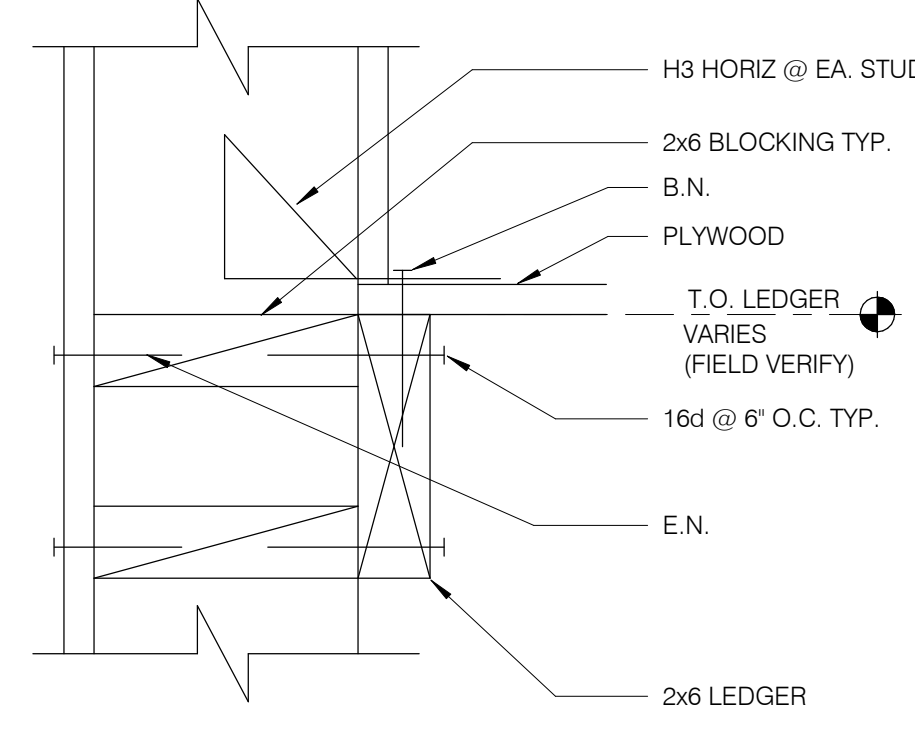 H3 HORIZ @ EA. STUD
2x6 BLOCKING TYP.
B.N.
PLYWOOD
T.O. LEDGER
VARIES
(FIELD VERIFY)
16d @ 6" O.C. TYP.
E.N.
2x6 LEDGER